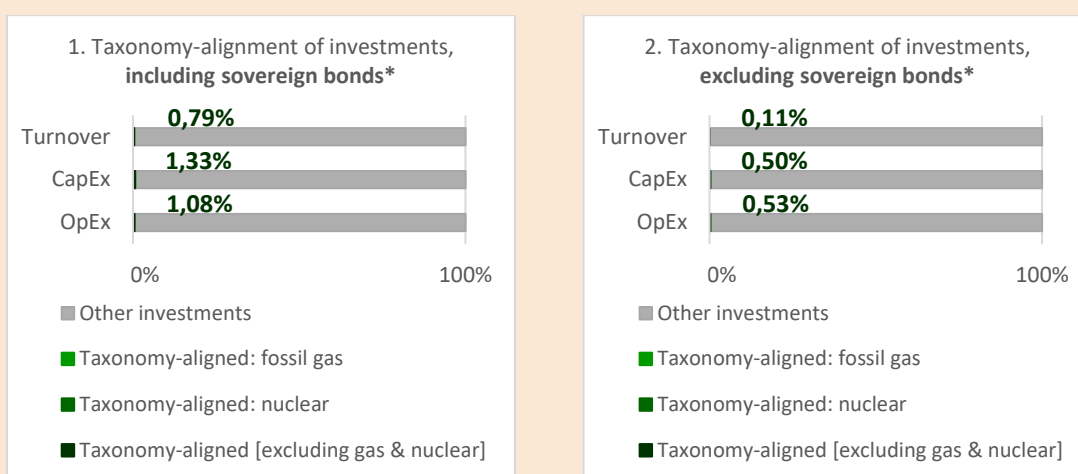 1. Taxonomy-alignment of investments,
including sovereign bonds*
Turnover
0,79%
CapEx
1,33%
OpEx
1,08%
0%
100%
Other investments
Taxonomy-aligned: fossil gas
Taxonomy-aligned: nuclear
Taxonomy-aligned [excluding gas & nuclear]
2. Taxonomy-alignment of investments,
excluding sovereign bonds*
Turnover
0,11%
CapEx
0,50%
OpEx
0,53%
0%
100%
Other investments
Taxonomy-aligned: fossil gas
Taxonomy-aligned: nuclear
Taxonomy-aligned [excluding gas & nuclear]